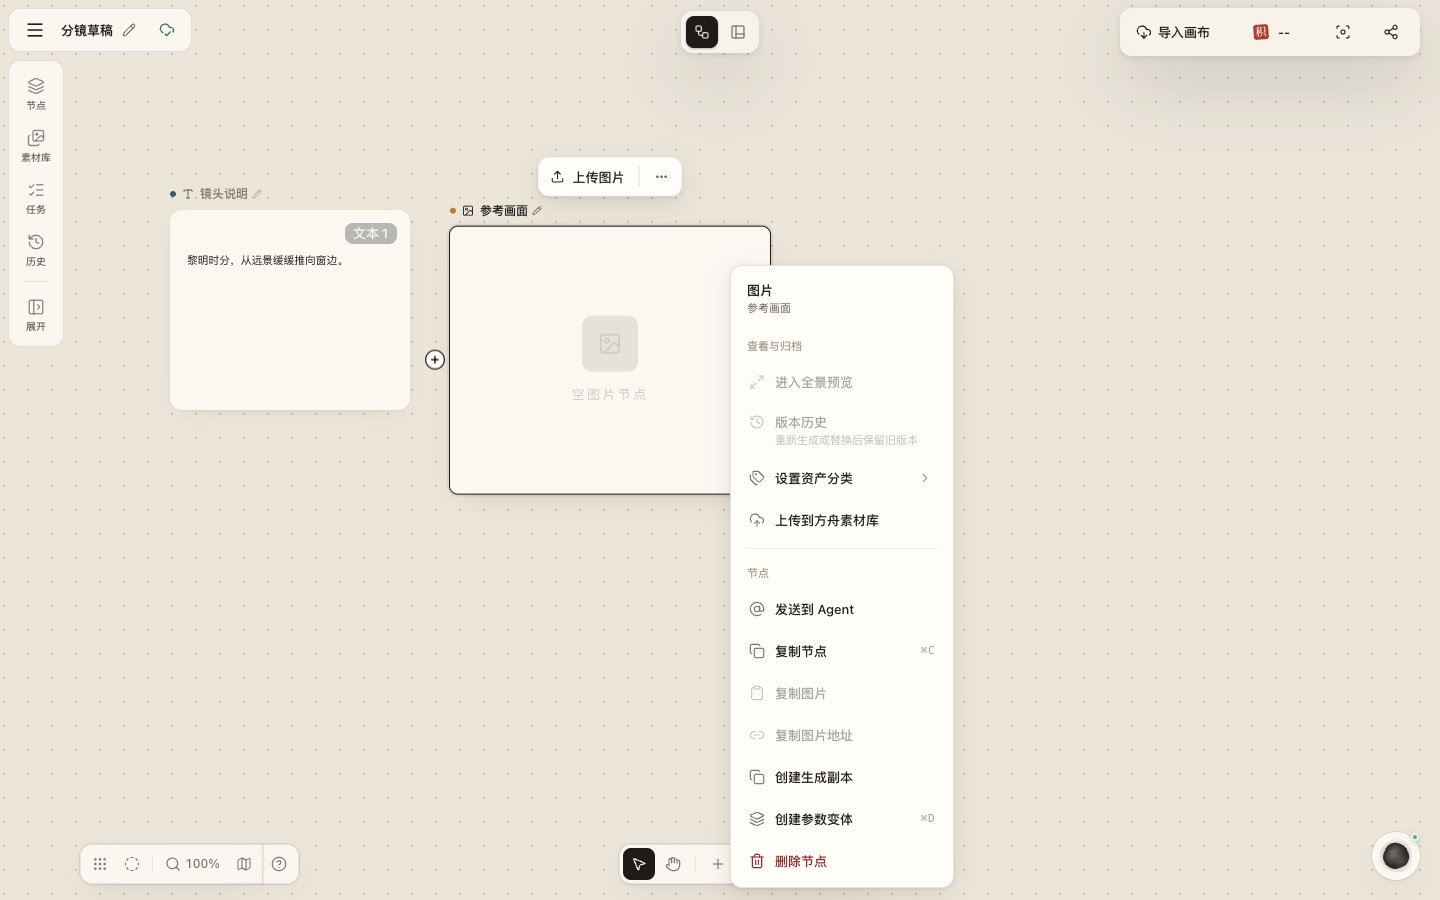 分镜草稿
导入画布
积 --
节点
素材库
任务
历史
展开
镜头说明
文本 1
黎明时分，从远景缓缓推向窗边。
上传图片
参考画面
空图片节点
图片
参考画面
查看与归档
进入全景预览
版本历史
重新生成或替换后保留旧版本
设置资产分类
上传到方舟素材库
节点
发送到 Agent
复制节点 ⌘C
复制图片
复制图片地址
创建生成副本
创建参数变体 ⌘D
删除节点
100%